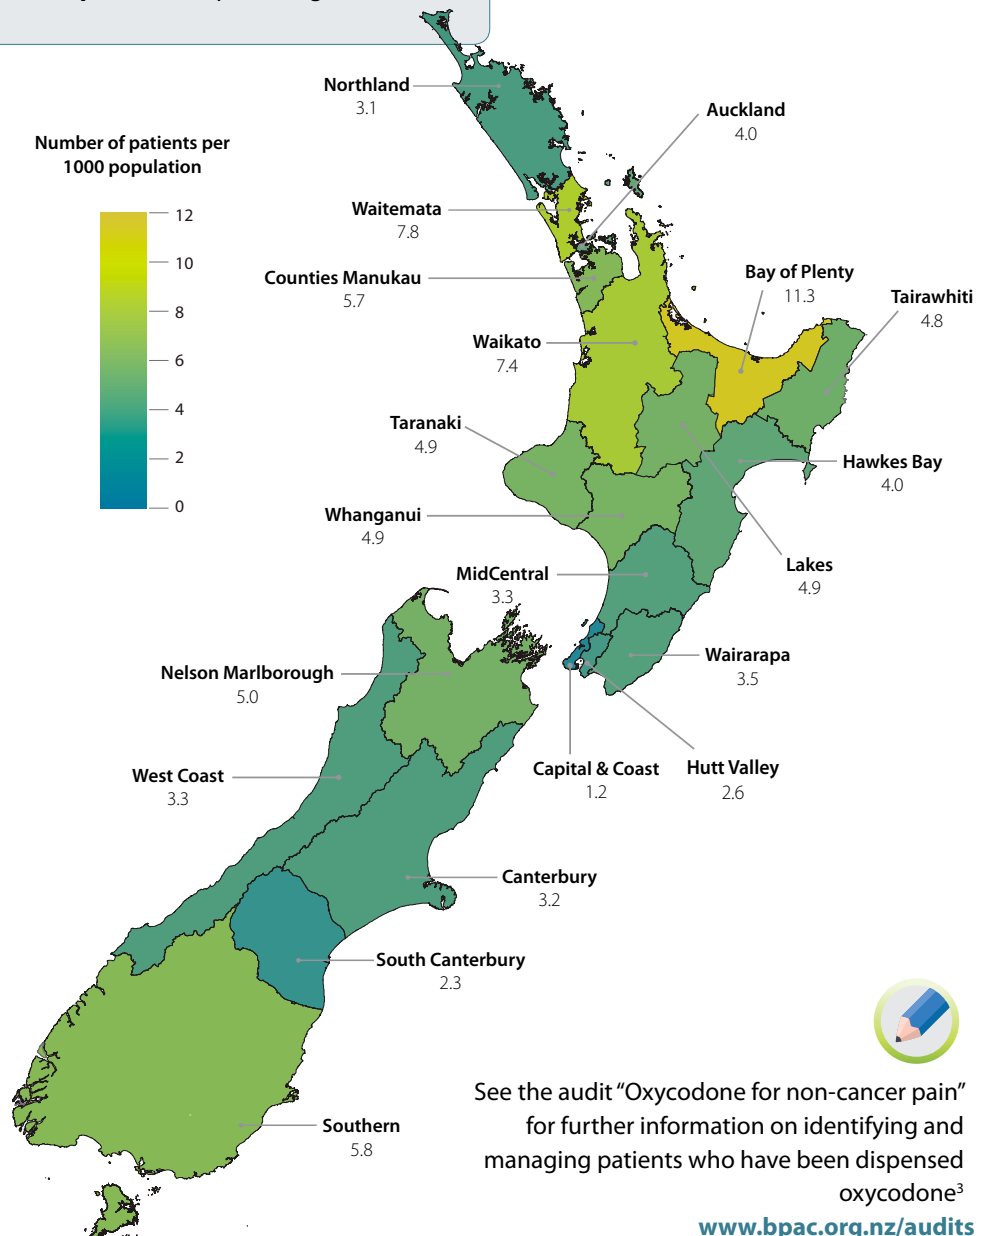 Northland
3.1
Auckland
4.0
Number of patients per
1000 population
12
10
8
6
4
2
0
Waitemata
7.8
Counties Manukau
5.7
Bay of Plenty
11.3
Tairawhiti
4.8
Waikato
7.4
Taranaki
4.9
Hawkes Bay
4.0
Whanganui
4.9
Lakes
4.9
MidCentral
3.3
Wairarapa
3.5
Nelson Marlborough
5.0
Capital & Coast
1.2
Hutt Valley
2.6
West Coast
3.3
Canterbury
3.2
South Canterbury
2.3
Southern
5.8
See the audit “Oxycodone for non-cancer pain”
for further information on identifying and
managing patients who have been dispensed
oxycodone³
www.bpac.org.nz/audits